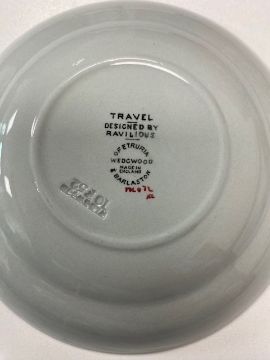 TRAVEL
DESIGNED BY
RAVILIOUS
OF ETRURIA
WEDGWOOD
MADE IN
ENGLAND
& BARLASTON